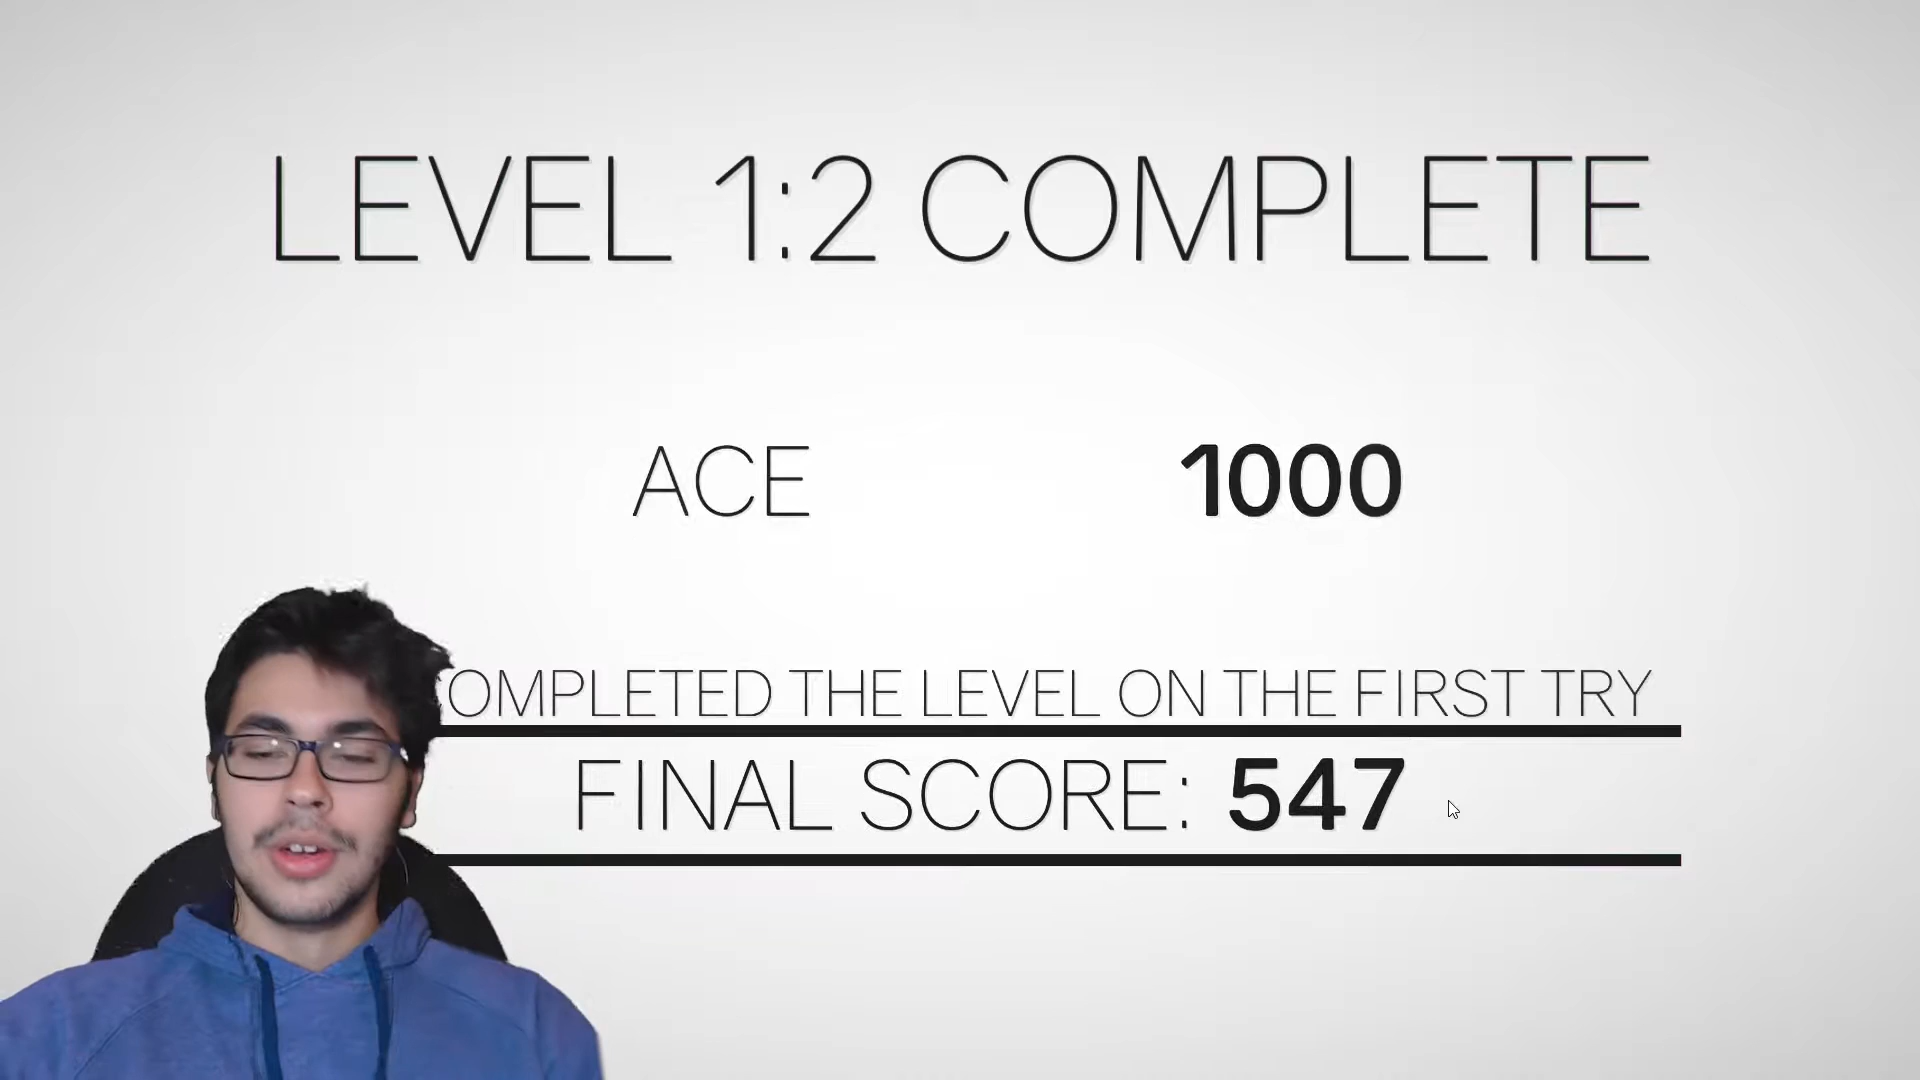 LEVEL 1:2 COMPLETE
ACE 1000
OMPLETED THE LEVEL ON THE FIRST TRY
FINAL SCORE: 547